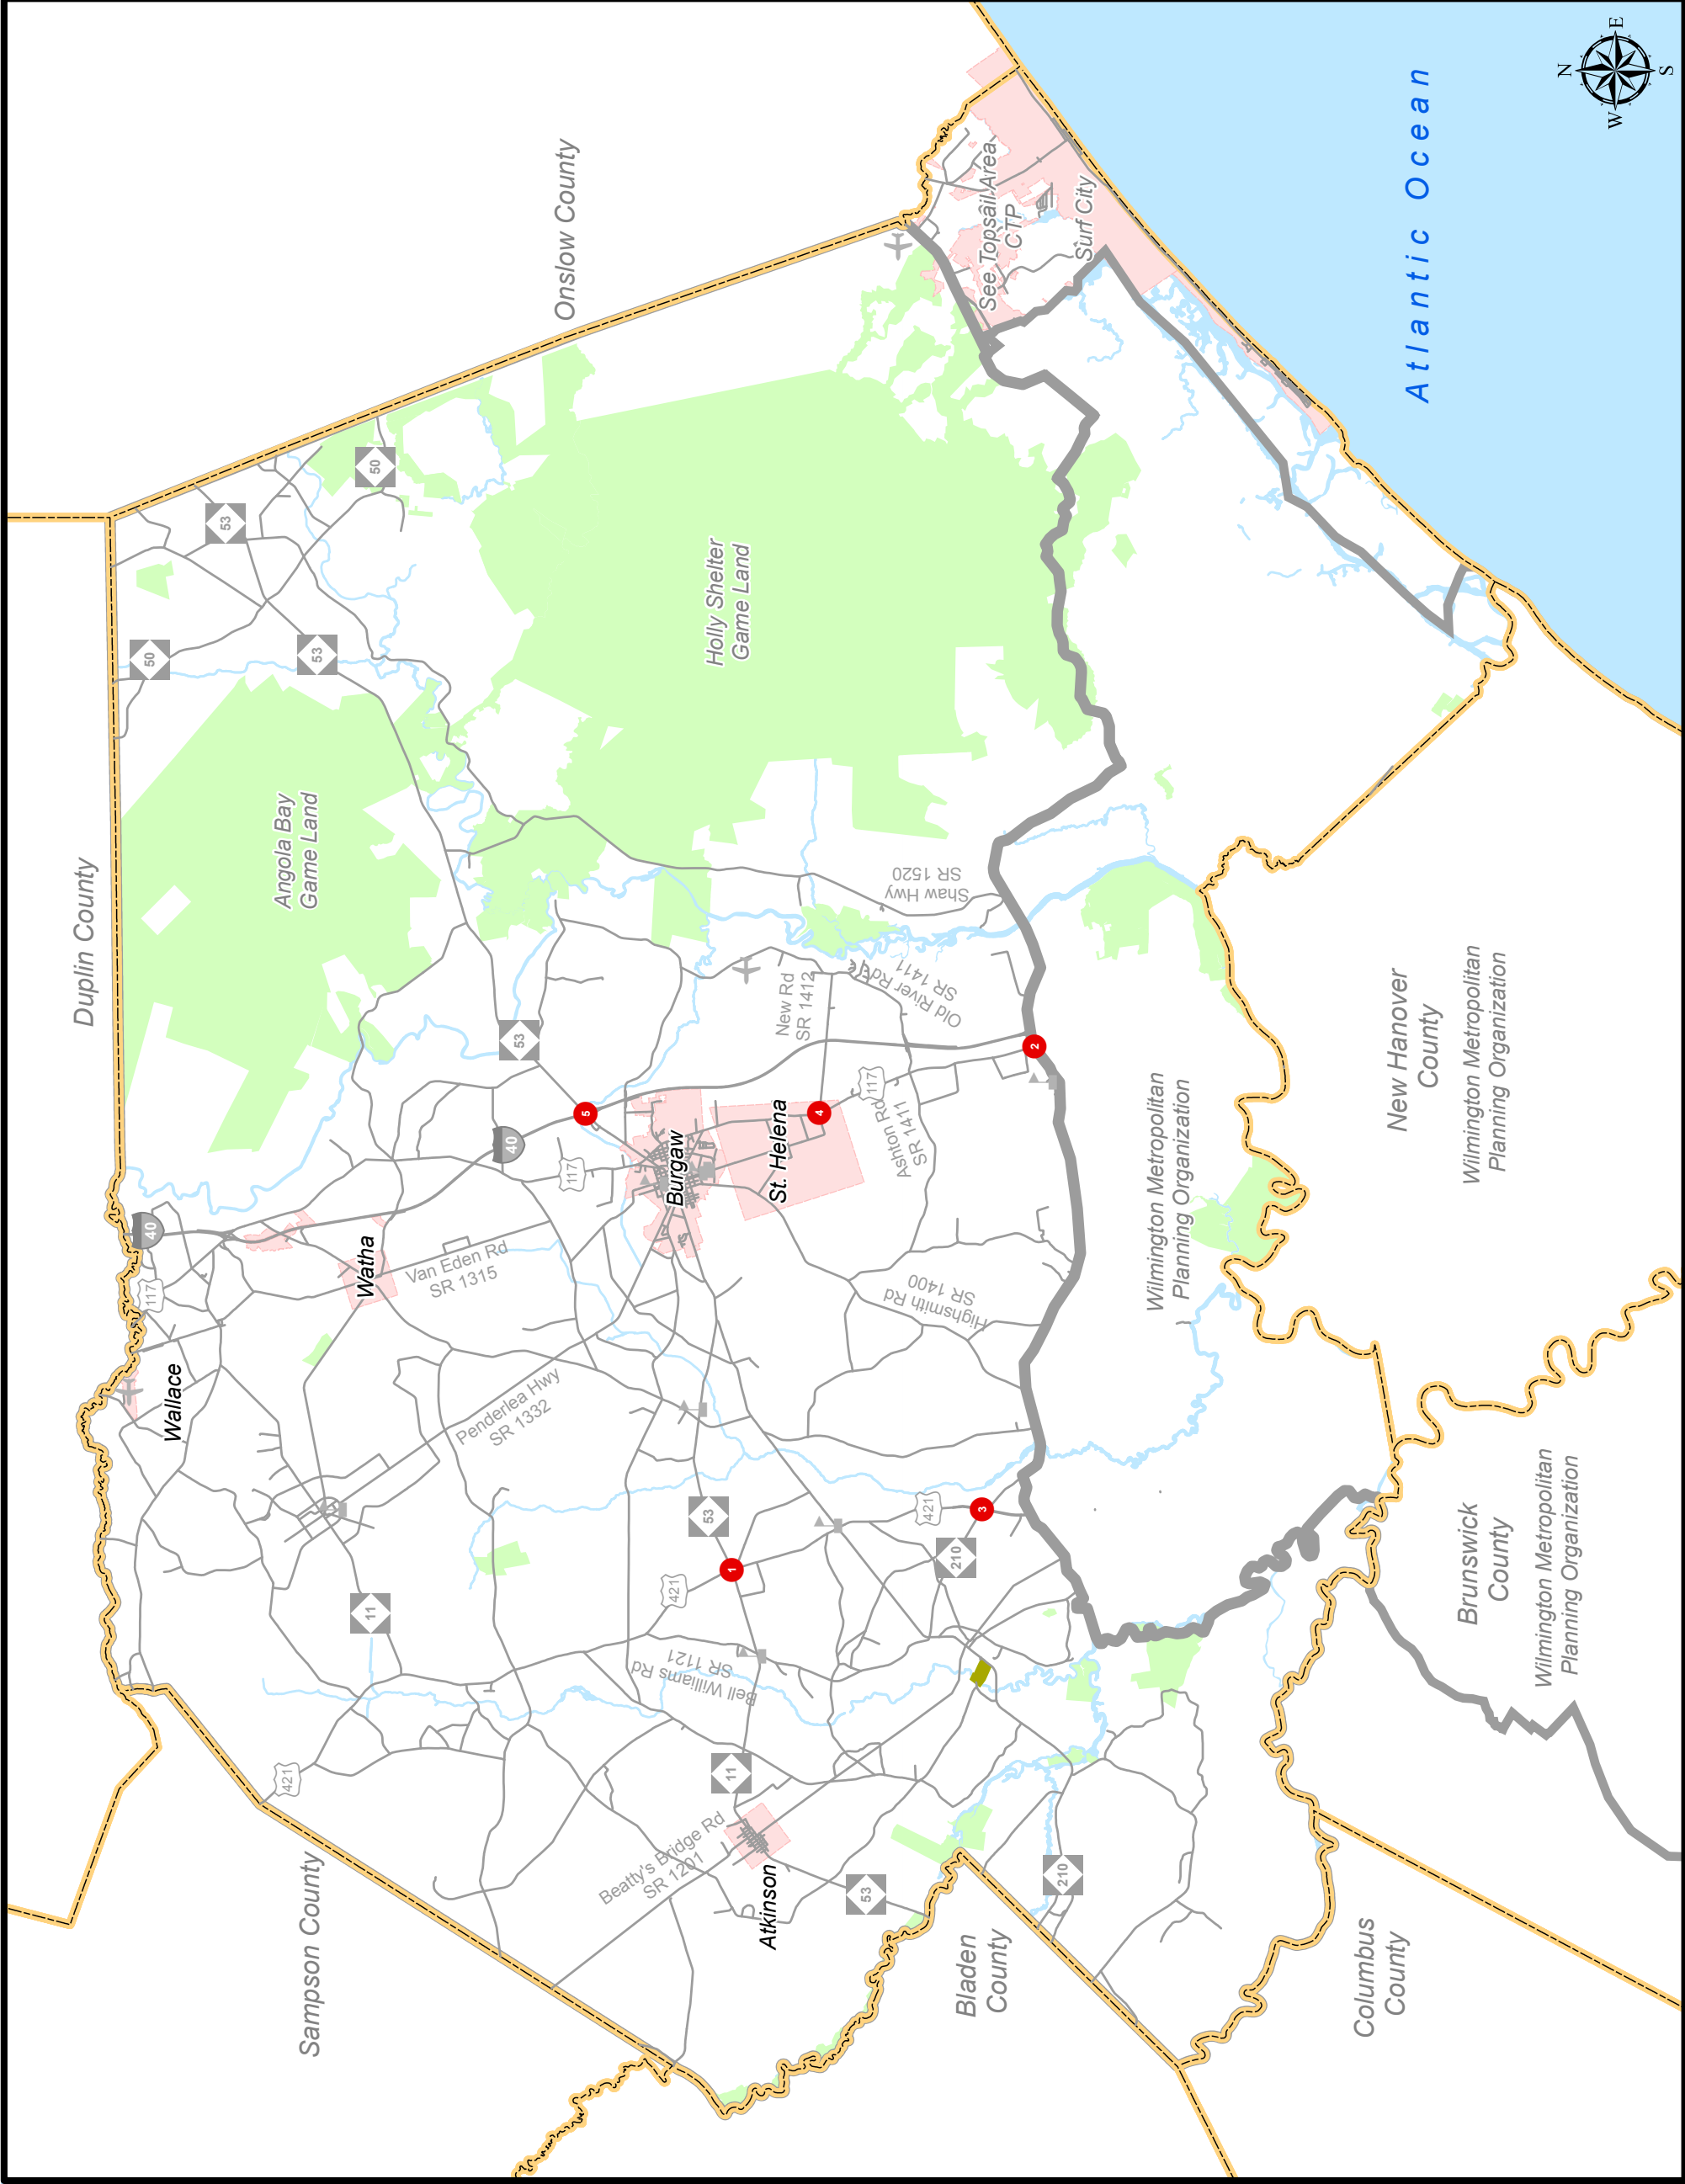 Duplin County
Onslow County
Sampson County
Bladen
County
Columbus
County
Brunswick
County
Wilmington Metropolitan
Planning Organization
New Hanover
County
Wilmington Metropolitan
Planning Organization
Wilmington Metropolitan
Planning Organization
Atlantic Ocean
Angola Bay
Game Land
Holly Shelter
Game Land
See Topsail Area
CTP
Surf City
Wallace
Watha
Burgaw
St. Helena
Atkinson
Van Eden Rd
SR 1315
Penderlea Hwy
SR 1332
Beatty's Bridge Rd
SR 1201
Bell Williams Rd
SR 1121
Highsmith Rd
SR 1400
Ashton Rd
SR 1411
New Rd
SR 1412
Old River Rd
SR 1411
Shaw Hwy
SR 1520
50
53
50
53
53
40
40
117
117
117
421
421
421
11
11
53
53
210
210
1
2
3
4
5
N
E
S
W